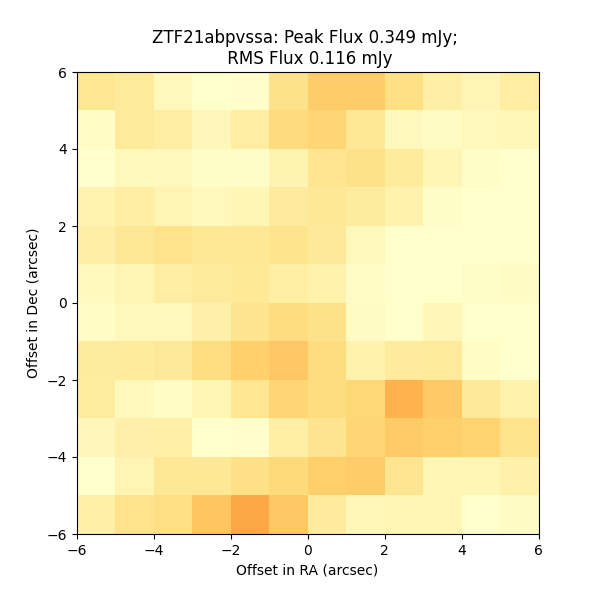 ZTF21abpvssa: Peak Flux 0.349 mJy;
RMS Flux 0.116 mJy
6
4
2
0
−2
−4
−6
Offset in Dec (arcsec)
−6 −4 −2 0 2 4 6
Offset in RA (arcsec)